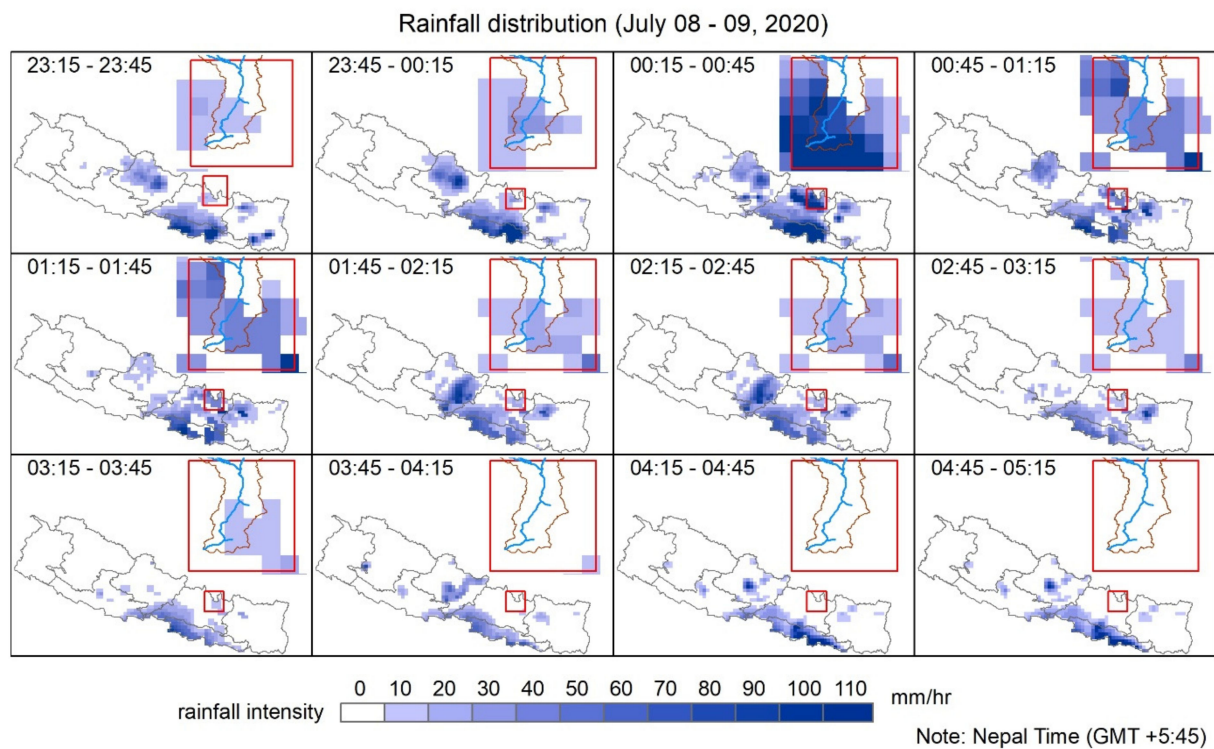 Rainfall distribution (July 08 - 09, 2020)
23:15 - 23:45
23:45 - 00:15
00:15 - 00:45
00:45 - 01:15
01:15 - 01:45
01:45 - 02:15
02:15 - 02:45
02:45 - 03:15
03:15 - 03:45
03:45 - 04:15
04:15 - 04:45
04:45 - 05:15
0 10 20 30 40 50 60 70 80 90 100 110 mm/hr
rainfall intensity
Note: Nepal Time (GMT +5:45)